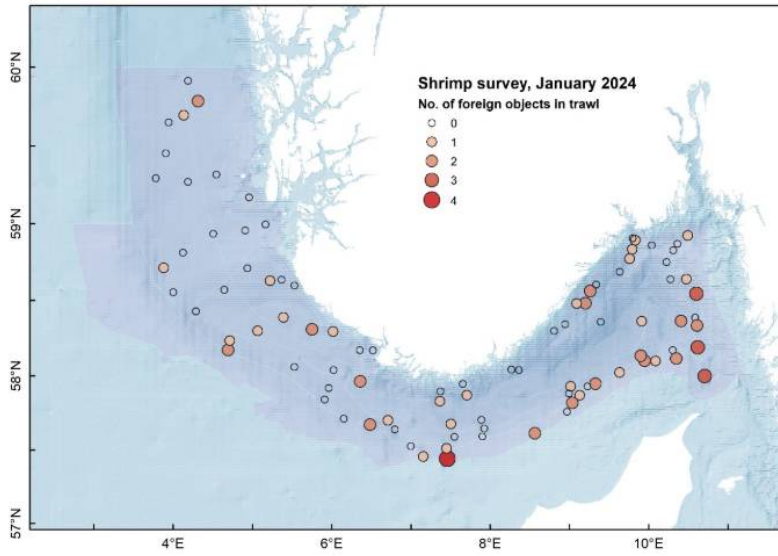 Shrimp survey, January 2024
No. of foreign objects in trawl
0
1
2
3
4
60°N
59°N
58°N
57°N
4°E
6°E
8°E
10°E